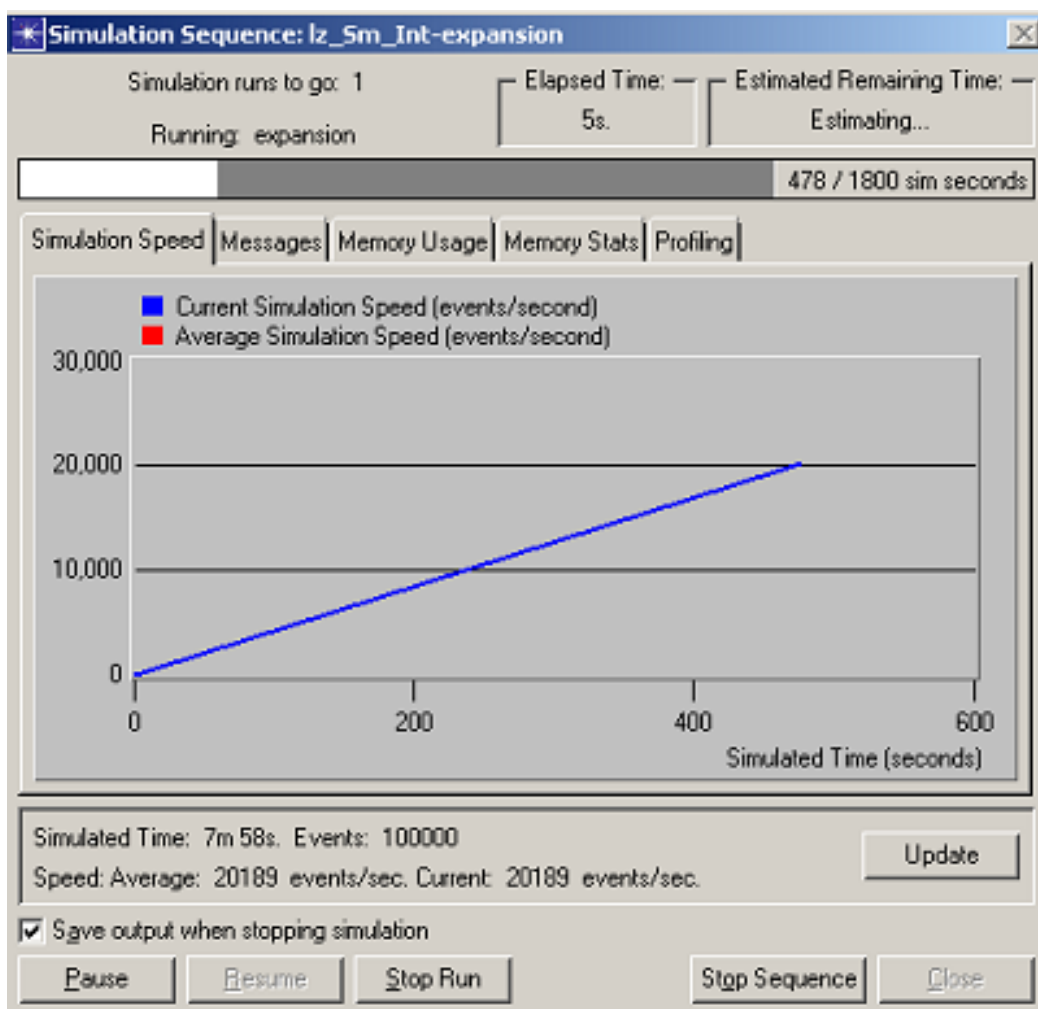 Simulation Sequence: lz_Sm_Int-expansion
Simulation runs to go: 1
Running: expansion
Elapsed Time:
5s.
Estimated Remaining Time:
Estimating...
478 / 1800 sim seconds
Simulation Speed Messages Memory Usage Memory Stats Profiling
Current Simulation Speed (events/second)
Average Simulation Speed (events/second)
30,000
20,000
10,000
0
0 200 400 600
Simulated Time (seconds)
Simulated Time: 7m 58s. Events: 100000
Speed: Average: 20189 events/sec. Current: 20189 events/sec.
Update
Save output when stopping simulation
Pause Resume Stop Run Stop Sequence Close